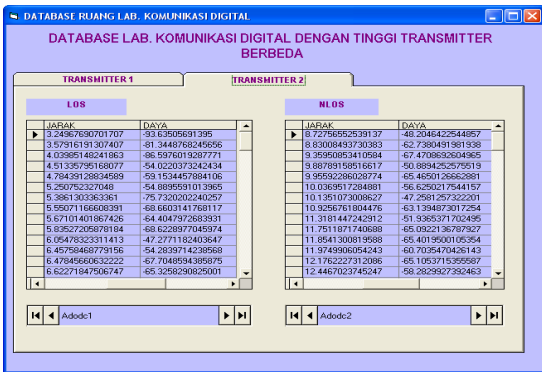 DATABASE RUANG LAB. KOMUNIKASI DIGITAL
DATABASE LAB. KOMUNIKASI DIGITAL DENGAN TINGGI TRANSMITTER
BERBEDA
TRANSMITTER 1
TRANSMITTER 2
LOS
JARAK DAYA
3.24967690701707 -93.63505691395
3.57916191307407 -81.3448768245656
4.03985148241863 -86.5976019287771
4.51335795168077 -54.0220373242434
4.78439128834589 -59.1534457884106
5.250752327048 -54.8895591013965
5.3861303363361 -75.7320202240257
5.55071166608391 -68.6603141768117
5.67101401867426 -64.4047972683931
5.83527205878184 -68.6228977045974
6.05478323311413 -47.2771182403647
6.45758468779156 -54.2839714238568
6.47845660632222 -67.7048594385875
6.62271847506747 -65.3258290825001
Adodc1
NLOS
JARAK DAYA
8.72756552539137 -48.2046422544857
8.83008493730383 -62.7380491981938
9.35950853410584 -67.4708692604965
9.88789158516617 -50.8894252575519
9.95592286028774 -65.4650126662881
10.0369517284881 -56.6250217544157
10.1351073008627 -47.2581257322201
10.9256761804476 -63.1394873017254
11.3181447242912 -51.9365371702495
11.7511871740688 -65.0922136787927
11.8541300819588 -65.4019500105354
11.9749906054243 -60.7035470426143
12.1762227312086 -65.1053715355587
12.4467023745247 -58.2829927392463
Adodc2